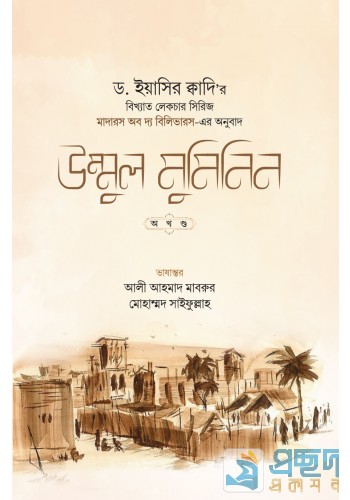 ড. ইয়াসির ক্বাদি’র
বিখ্যাত লেকচার সিরিজ
মাদারস অব দ্য বিলিভারস-এর অনুবাদ
উম্মুল মুমিনিন
অখণ্ড
ভাষান্তর
আলী আহমাদ মাবরুর
মোহাম্মদ সাইফুল্লাহ
প্রচ্ছদ
প্রকাশন